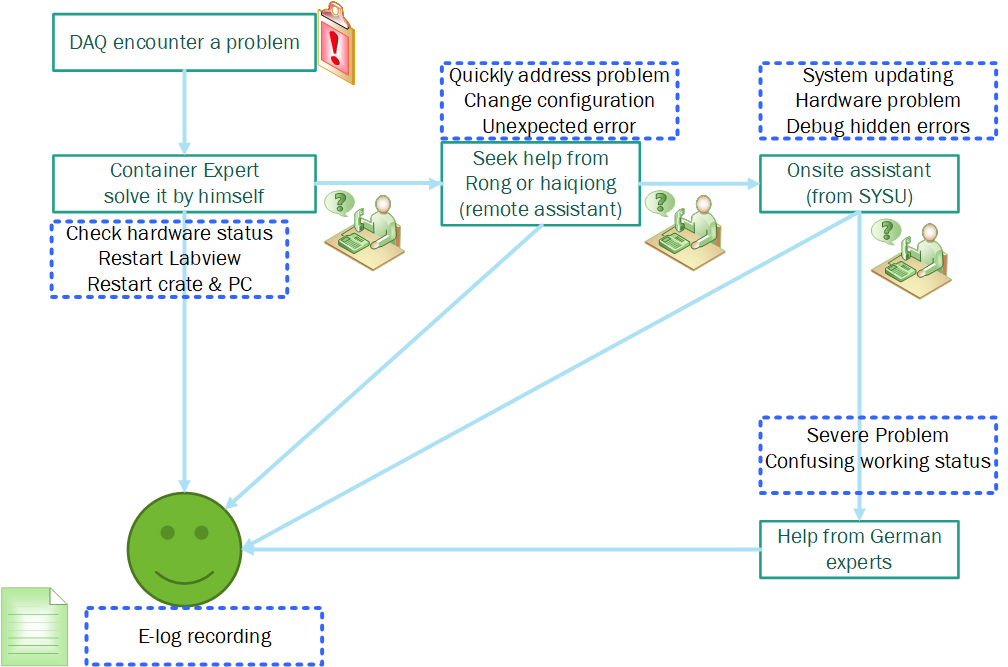 DAQ encounter a problem
Container Expert
solve it by himself
Check hardware status
Restart Labview
Restart crate & PC
Quickly address problem
Change configuration
Unexpected error
Seek help from
Rong or haiqiong
(remote assistant)
System updating
Hardware problem
Debug hidden errors
Onsite assistant
(from SYSU)
Severe Problem
Confusing working status
Help from German
experts
E-log recording